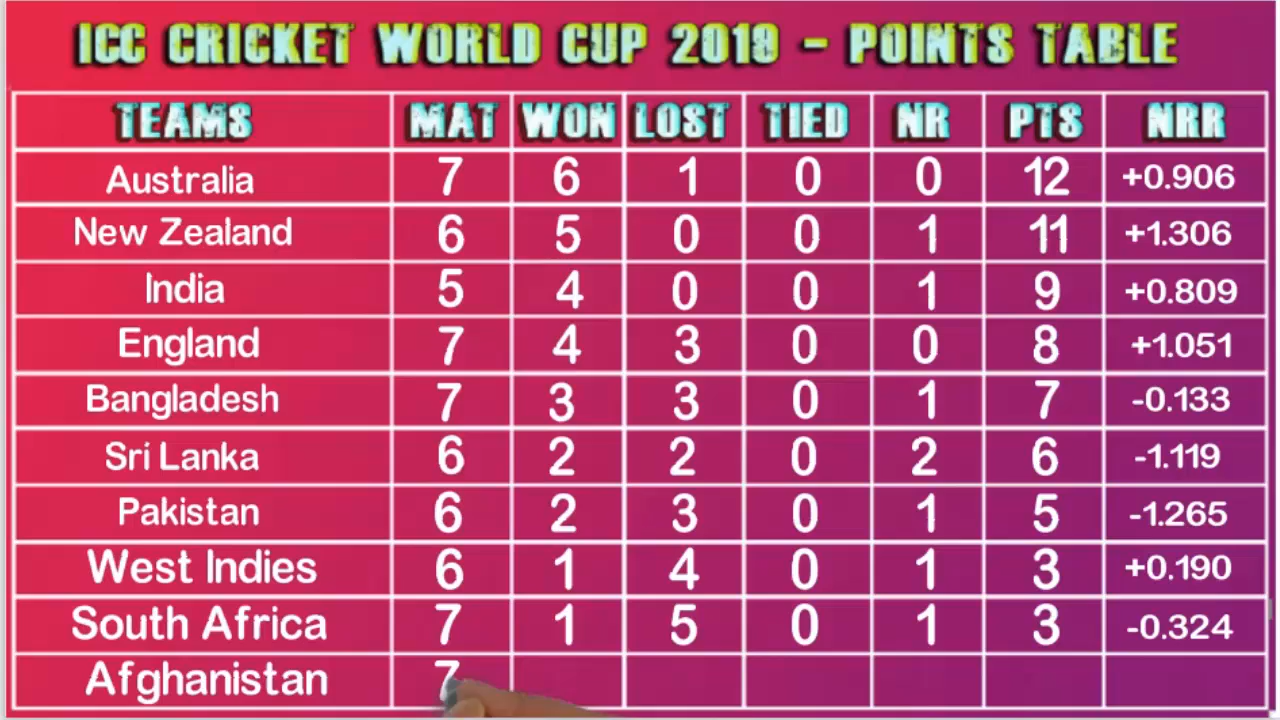 ICC CRICKET WORLD CUP 2019 - POINTS TABLE
TEAMS MAT WON LOST TIED NR PTS NRR
Australia 7 6 1 0 0 12 +0.906
New Zealand 6 5 0 0 1 11 +1.306
India 5 4 0 0 1 9 +0.809
England 7 4 3 0 0 8 +1.051
Bangladesh 7 3 3 0 1 7 -0.133
Sri Lanka 6 2 2 0 2 6 -1.119
Pakistan 6 2 3 0 1 5 -1.265
West Indies 6 1 4 0 1 3 +0.190
South Africa 7 1 5 0 1 3 -0.324
Afghanistan 7